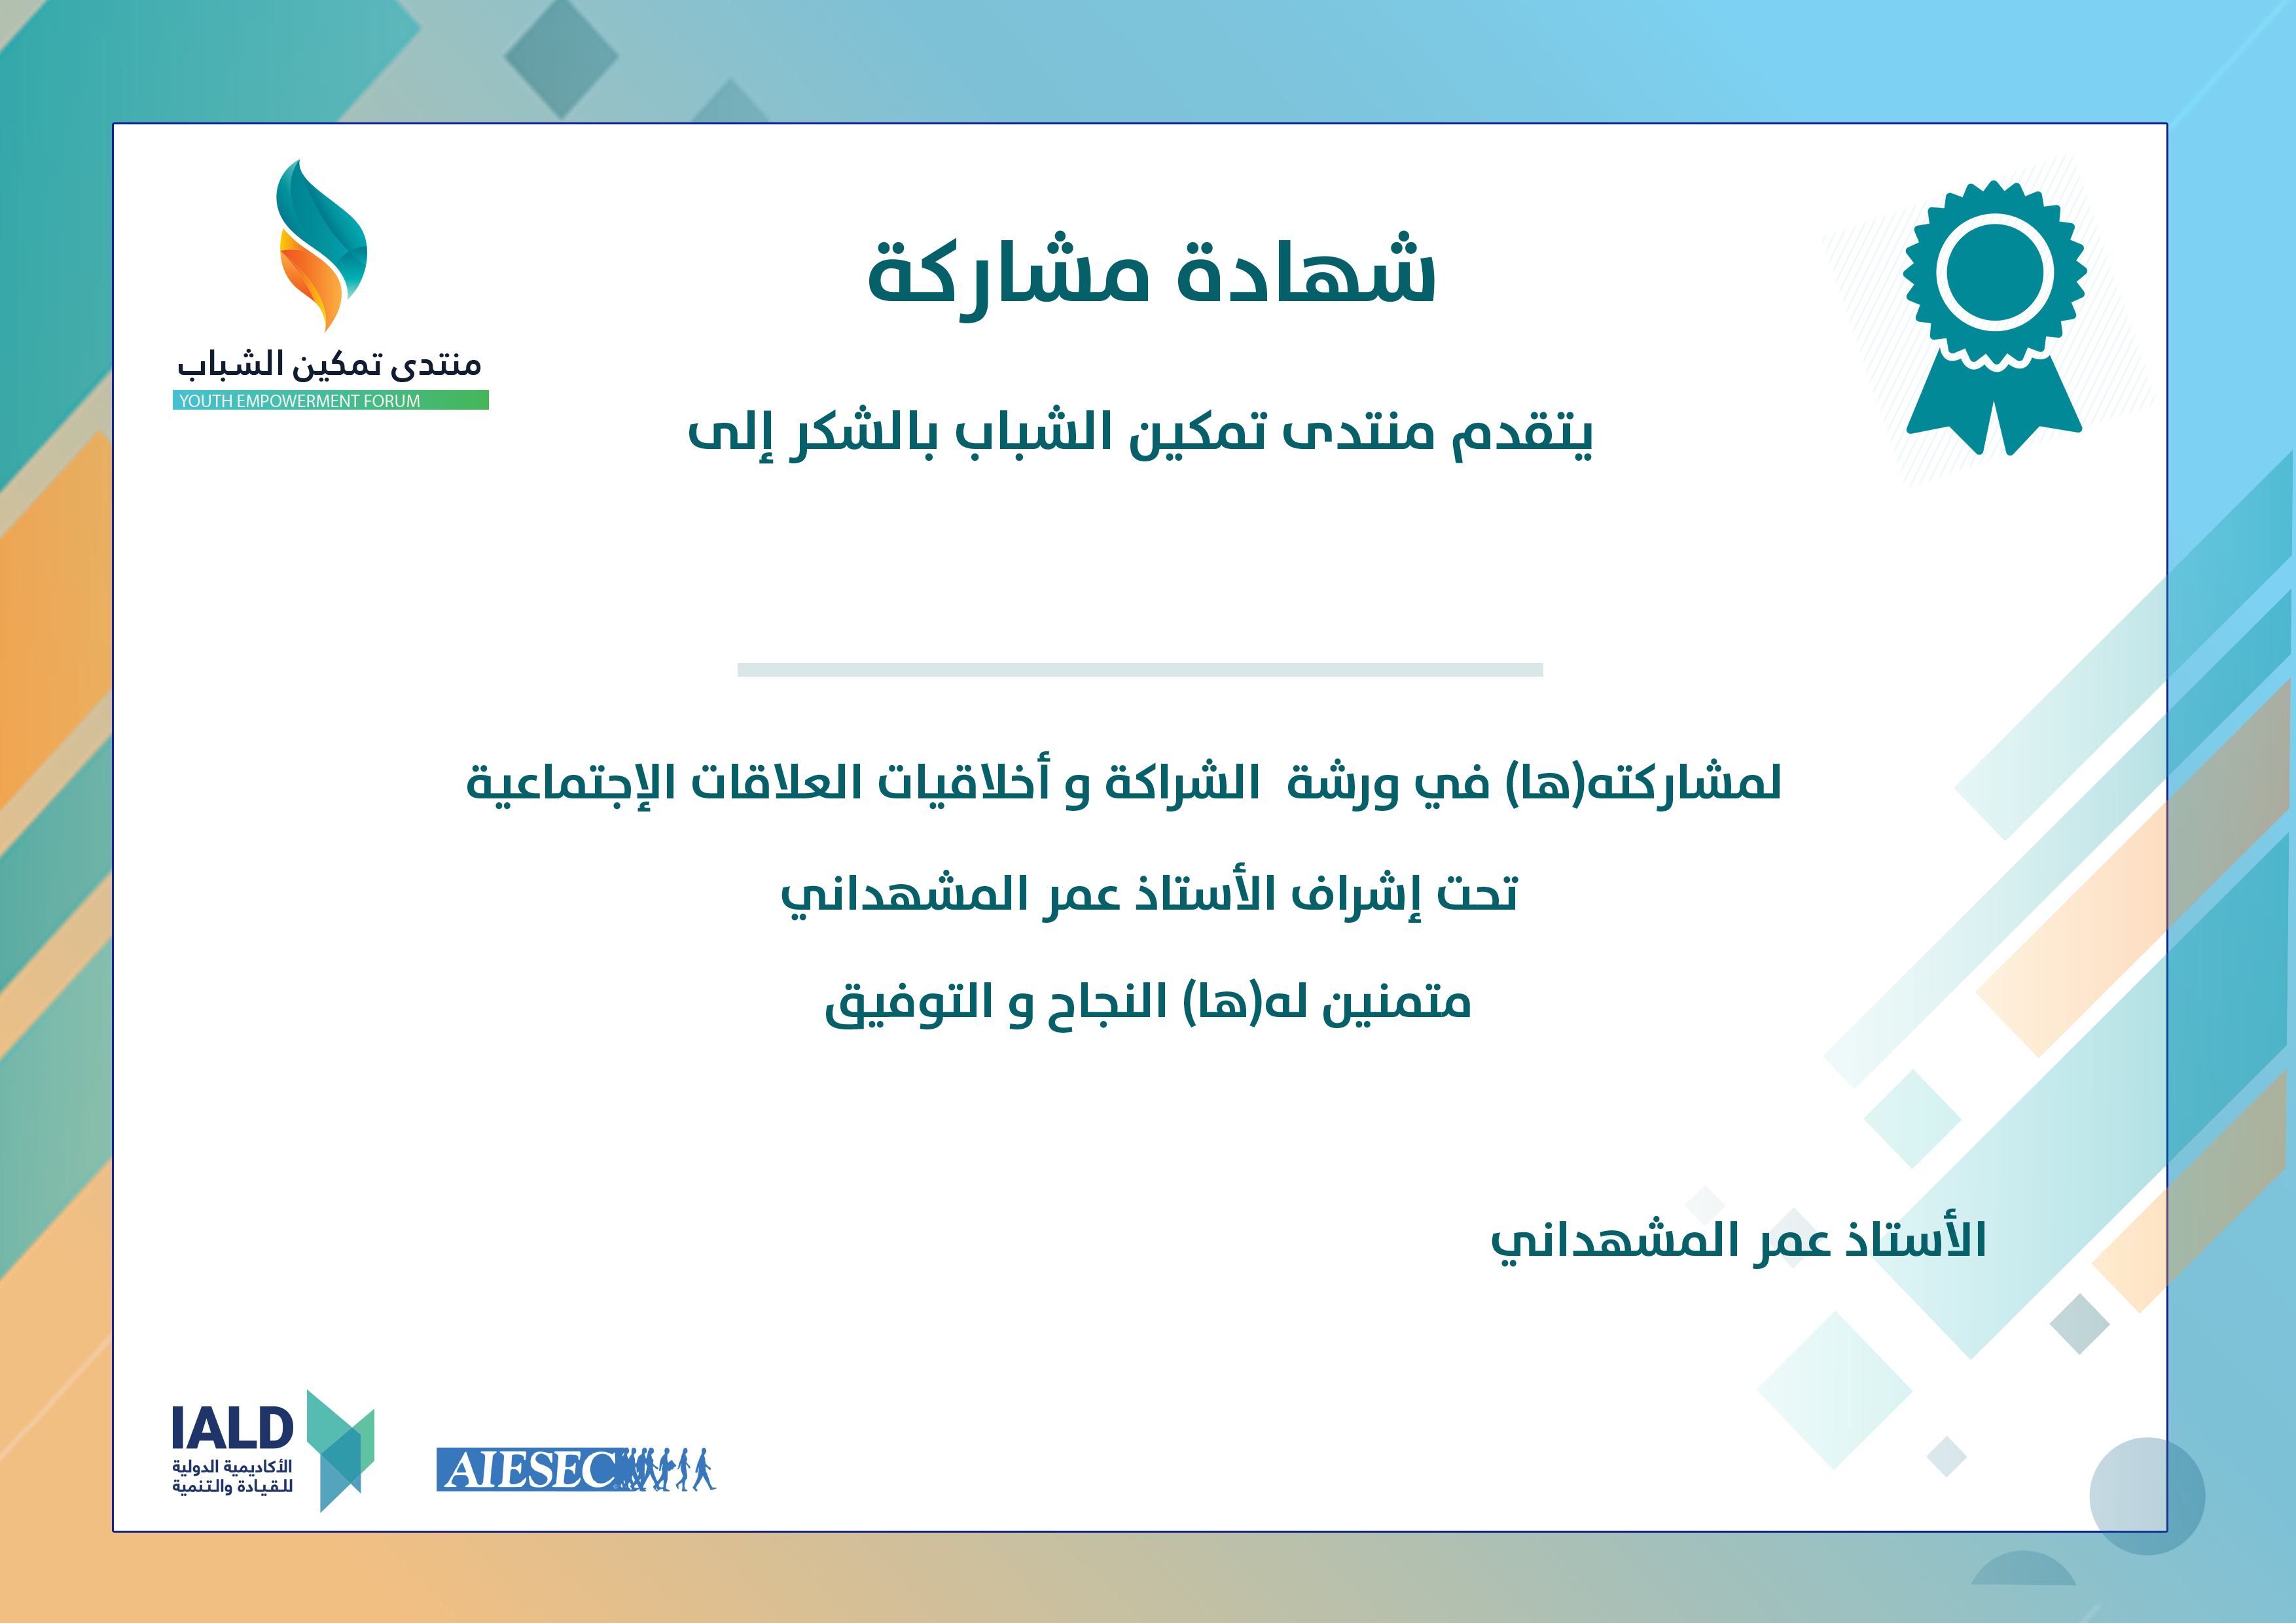 منتدى تمكين الشباب
YOUTH EMPOWERMENT FORUM
شهادة مشاركة
يتقدم منتدى تمكين الشباب بالشكر إلى
لمشاركته(ها) في ورشة الشراكة و أخلاقيات العلاقات الإجتماعية
تحت إشراف الأستاذ عمر المشهداني
متمنين له(ها) النجاح و التوفيق
الأستاذ عمر المشهداني
IALD
الأكاديمية الدولية
للقيادة والتنمية
AIESEC